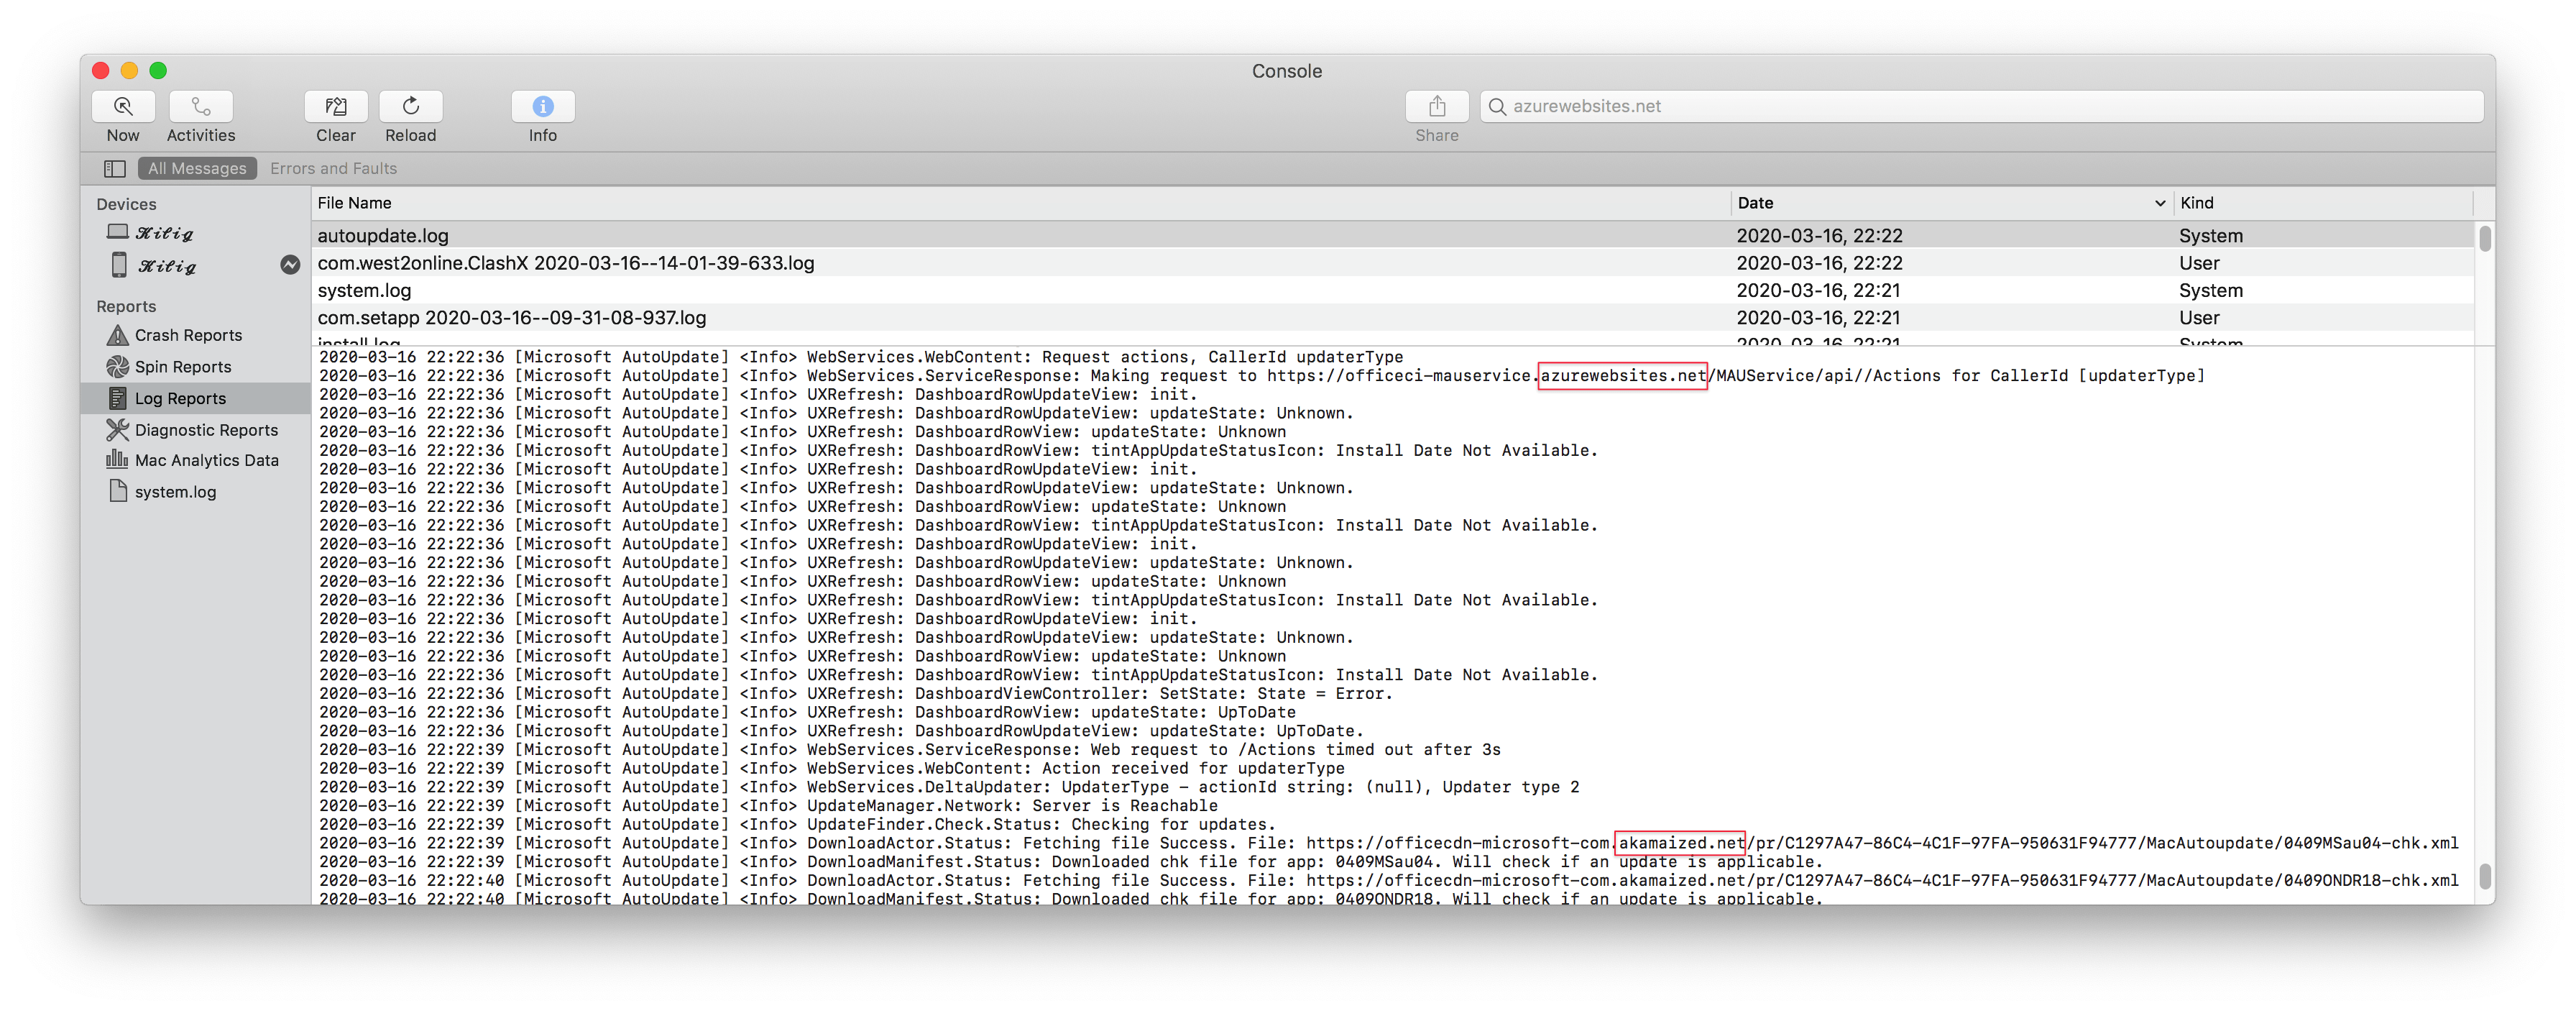 Console
Now
Activities
Clear
Reload
Info
Share
azurewebsites.net
All Messages
Errors and Faults
Devices
𝒦𝒾𝓁𝒾𝑔
𝒦𝒾𝓁𝒾𝑔
Reports
Crash Reports
Spin Reports
Log Reports
Diagnostic Reports
Mac Analytics Data
system.log
File Name Date Kind
autoupdate.log 2020-03-16, 22:22 System
com.west2online.ClashX 2020-03-16--14-01-39-633.log 2020-03-16, 22:22 User
system.log 2020-03-16, 22:21 System
com.setapp 2020-03-16--09-31-08-937.log 2020-03-16, 22:21 User
install.log 2020-03-16, 22:21 System
2020-03-16 22:22:36 [Microsoft AutoUpdate] <Info> WebServices.WebContent: Request actions, CallerId updaterType
2020-03-16 22:22:36 [Microsoft AutoUpdate] <Info> WebServices.ServiceResponse: Making request to https://officeci-mauservice.azurewebsites.net/MAUService/api//Actions for CallerId [updaterType]
2020-03-16 22:22:36 [Microsoft AutoUpdate] <Info> UXRefresh: DashboardRowUpdateView: init.
2020-03-16 22:22:36 [Microsoft AutoUpdate] <Info> UXRefresh: DashboardRowUpdateView: updateState: Unknown.
2020-03-16 22:22:36 [Microsoft AutoUpdate] <Info> UXRefresh: DashboardRowView: updateState: Unknown
2020-03-16 22:22:36 [Microsoft AutoUpdate] <Info> UXRefresh: DashboardRowView: tintAppUpdateStatusIcon: Install Date Not Available.
2020-03-16 22:22:36 [Microsoft AutoUpdate] <Info> UXRefresh: DashboardRowUpdateView: init.
2020-03-16 22:22:36 [Microsoft AutoUpdate] <Info> UXRefresh: DashboardRowUpdateView: updateState: Unknown.
2020-03-16 22:22:36 [Microsoft AutoUpdate] <Info> UXRefresh: DashboardRowView: updateState: Unknown
2020-03-16 22:22:36 [Microsoft AutoUpdate] <Info> UXRefresh: DashboardRowView: tintAppUpdateStatusIcon: Install Date Not Available.
2020-03-16 22:22:36 [Microsoft AutoUpdate] <Info> UXRefresh: DashboardRowUpdateView: init.
2020-03-16 22:22:36 [Microsoft AutoUpdate] <Info> UXRefresh: DashboardRowUpdateView: updateState: Unknown.
2020-03-16 22:22:36 [Microsoft AutoUpdate] <Info> UXRefresh: DashboardRowView: updateState: Unknown
2020-03-16 22:22:36 [Microsoft AutoUpdate] <Info> UXRefresh: DashboardRowView: tintAppUpdateStatusIcon: Install Date Not Available.
2020-03-16 22:22:36 [Microsoft AutoUpdate] <Info> UXRefresh: DashboardRowUpdateView: init.
2020-03-16 22:22:36 [Microsoft AutoUpdate] <Info> UXRefresh: DashboardRowUpdateView: updateState: Unknown.
2020-03-16 22:22:36 [Microsoft AutoUpdate] <Info> UXRefresh: DashboardRowView: updateState: Unknown
2020-03-16 22:22:36 [Microsoft AutoUpdate] <Info> UXRefresh: DashboardRowView: tintAppUpdateStatusIcon: Install Date Not Available.
2020-03-16 22:22:36 [Microsoft AutoUpdate] <Info> UXRefresh: DashboardViewController: SetState: State = Error.
2020-03-16 22:22:36 [Microsoft AutoUpdate] <Info> UXRefresh: DashboardRowView: updateState: UpToDate
2020-03-16 22:22:36 [Microsoft AutoUpdate] <Info> UXRefresh: DashboardRowUpdateView: updateState: UpToDate.
2020-03-16 22:22:39 [Microsoft AutoUpdate] <Info> WebServices.ServiceResponse: Web request to /Actions timed out after 3s
2020-03-16 22:22:39 [Microsoft AutoUpdate] <Info> WebServices.WebContent: Action received for updaterType
2020-03-16 22:22:39 [Microsoft AutoUpdate] <Info> WebServices.DeltaUpdater: UpdaterType - actionId string: (null), Updater type 2
2020-03-16 22:22:39 [Microsoft AutoUpdate] <Info> UpdateManager.Network: Server is Reachable
2020-03-16 22:22:39 [Microsoft AutoUpdate] <Info> UpdateFinder.Check.Status: Checking for updates.
2020-03-16 22:22:39 [Microsoft AutoUpdate] <Info> DownloadActor.Status: Fetching file Success. File: https://officecdn-microsoft-com.akamaized.net/pr/C1297A47-86C4-4C1F-97FA-950631F94777/MacAutoupdate/0409MSau04-chk.xml
2020-03-16 22:22:39 [Microsoft AutoUpdate] <Info> DownloadManifest.Status: Downloaded chk file for app: 0409MSau04. Will check if an update is applicable.
2020-03-16 22:22:40 [Microsoft AutoUpdate] <Info> DownloadActor.Status: Fetching file Success. File: https://officecdn-microsoft-com.akamaized.net/pr/C1297A47-86C4-4C1F-97FA-950631F94777/MacAutoupdate/0409ONDR18-chk.xml
2020-03-16 22:22:40 [Microsoft AutoUpdate] <Info> DownloadManifest.Status: Downloaded chk file for app: 0409ONDR18. Will check if an update is applicable.